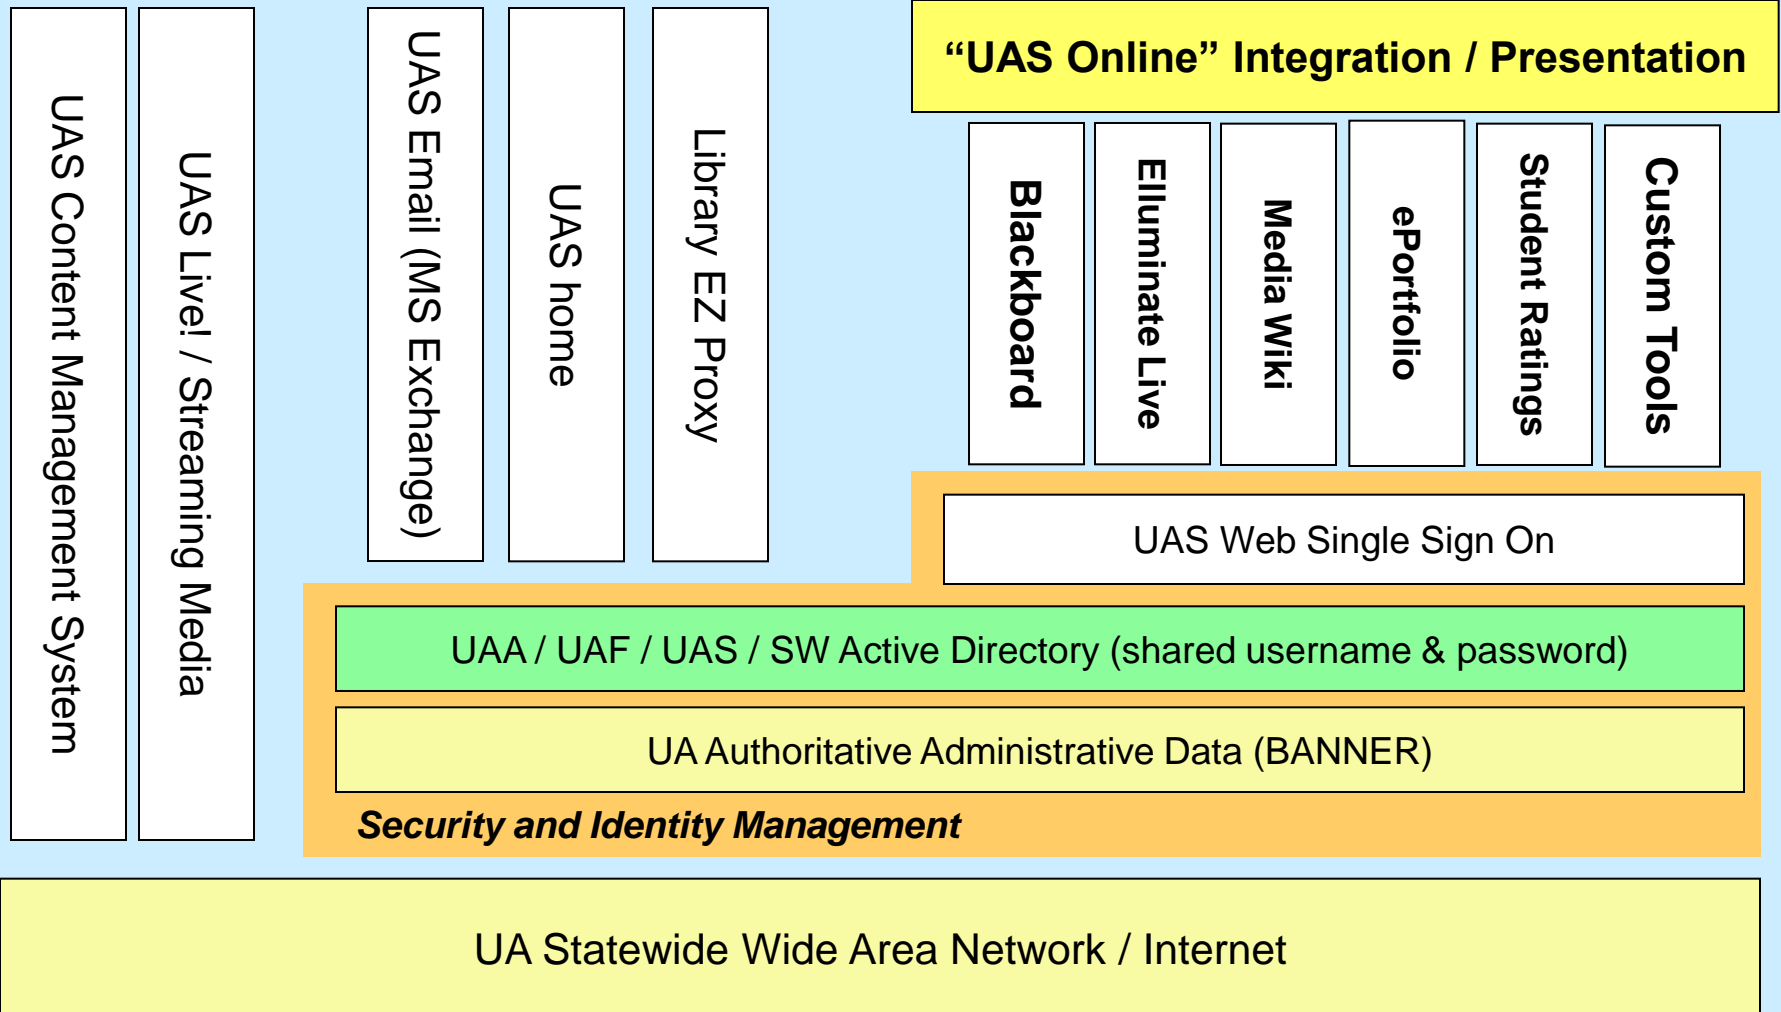 UAS Content Management System
UAS Live! / Streaming Media
UAS Email (MS Exchange)
UAS home
Library EZ Proxy
“UAS Online” Integration / Presentation
Blackboard
Elluminate Live
Media Wiki
ePortfolio
Student Ratings
Custom Tools
UAS Web Single Sign On
UAA / UAF / UAS / SW Active Directory (shared username & password)
UA Authoritative Administrative Data (BANNER)
Security and Identity Management
UA Statewide Wide Area Network / Internet